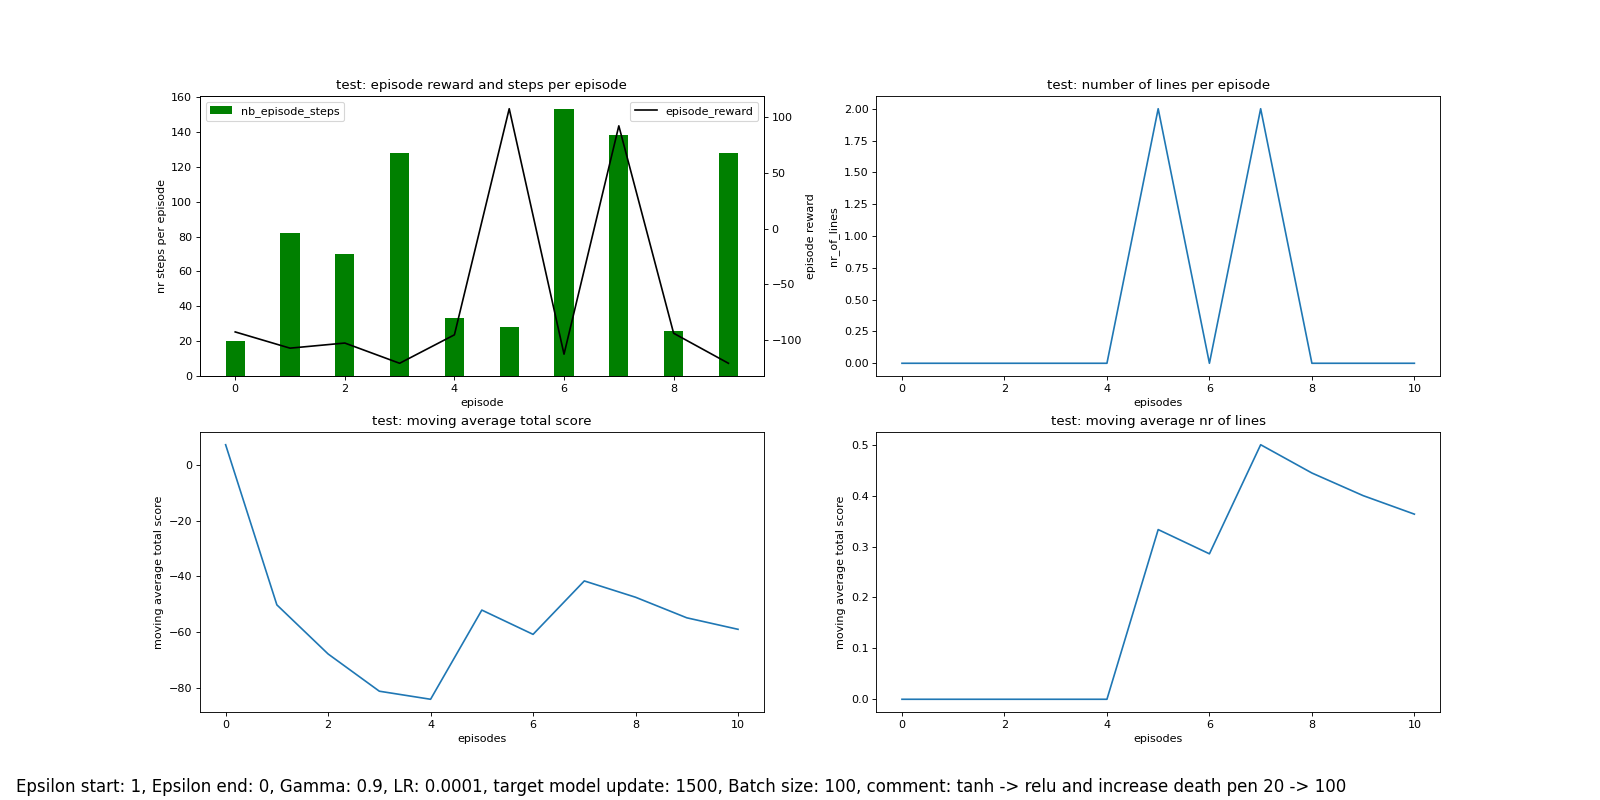 test: episode reward and steps per episode
nb_episode_steps
episode_reward
160
140
120
100
80
60
40
20
0
nr steps per episode
100
50
0
−50
−100
episode reward
0 2 4 6 8
episode
test: number of lines per episode
2.00
1.75
1.50
1.25
1.00
0.75
0.50
0.25
0.00
nr_of_lines
0 2 4 6 8 10
episodes
test: moving average total score
0
−20
−40
−60
−80
moving average total score
0 2 4 6 8 10
episodes
test: moving average nr of lines
0.5
0.4
0.3
0.2
0.1
0.0
moving average total score
0 2 4 6 8 10
episodes
Epsilon start: 1, Epsilon end: 0, Gamma: 0.9, LR: 0.0001, target model update: 1500, Batch size: 100, comment: tanh -> relu and increase death pen 20 -> 100